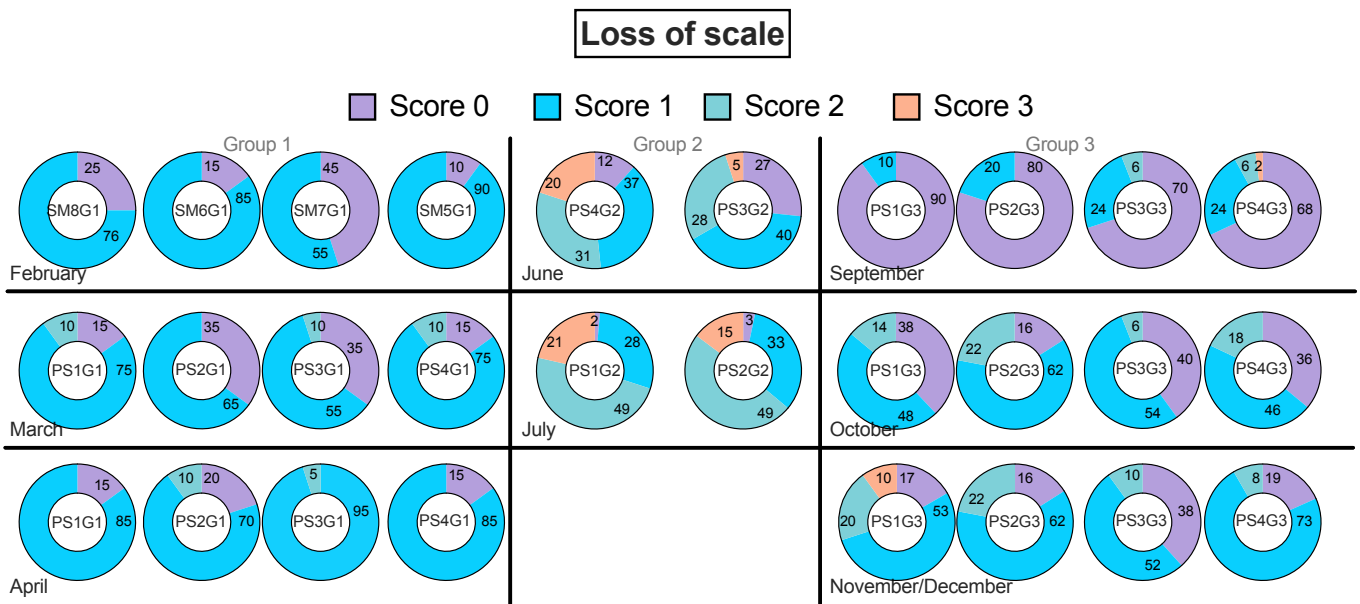 Loss of scale
Score 0 Score 1 Score 2 Score 3
Group 1 Group 2 Group 3
25 76 SM8G1
15 85 SM6G1
45 55 SM7G1
10 90 SM5G1
February
12 37 31 20 PS4G2
5 27 40 28 PS3G2
June
10 90 PS1G3
20 80 PS2G3
6 70 24 PS3G3
6 2 68 24 PS4G3
September
10 15 75 PS1G1
35 65 PS2G1
10 35 55 PS3G1
10 15 75 PS4G1
March
2 28 49 21 PS1G2
3 33 49 15 PS2G2
July
14 38 48 PS1G3
16 62 22 PS2G3
6 40 54 PS3G3
18 36 46 PS4G3
October
15 85 PS1G1
10 20 70 PS2G1
5 95 PS3G1
15 85 PS4G1
April
10 17 53 20 PS1G3
16 62 22 PS2G3
10 38 52 PS3G3
8 19 73 PS4G3
November/December